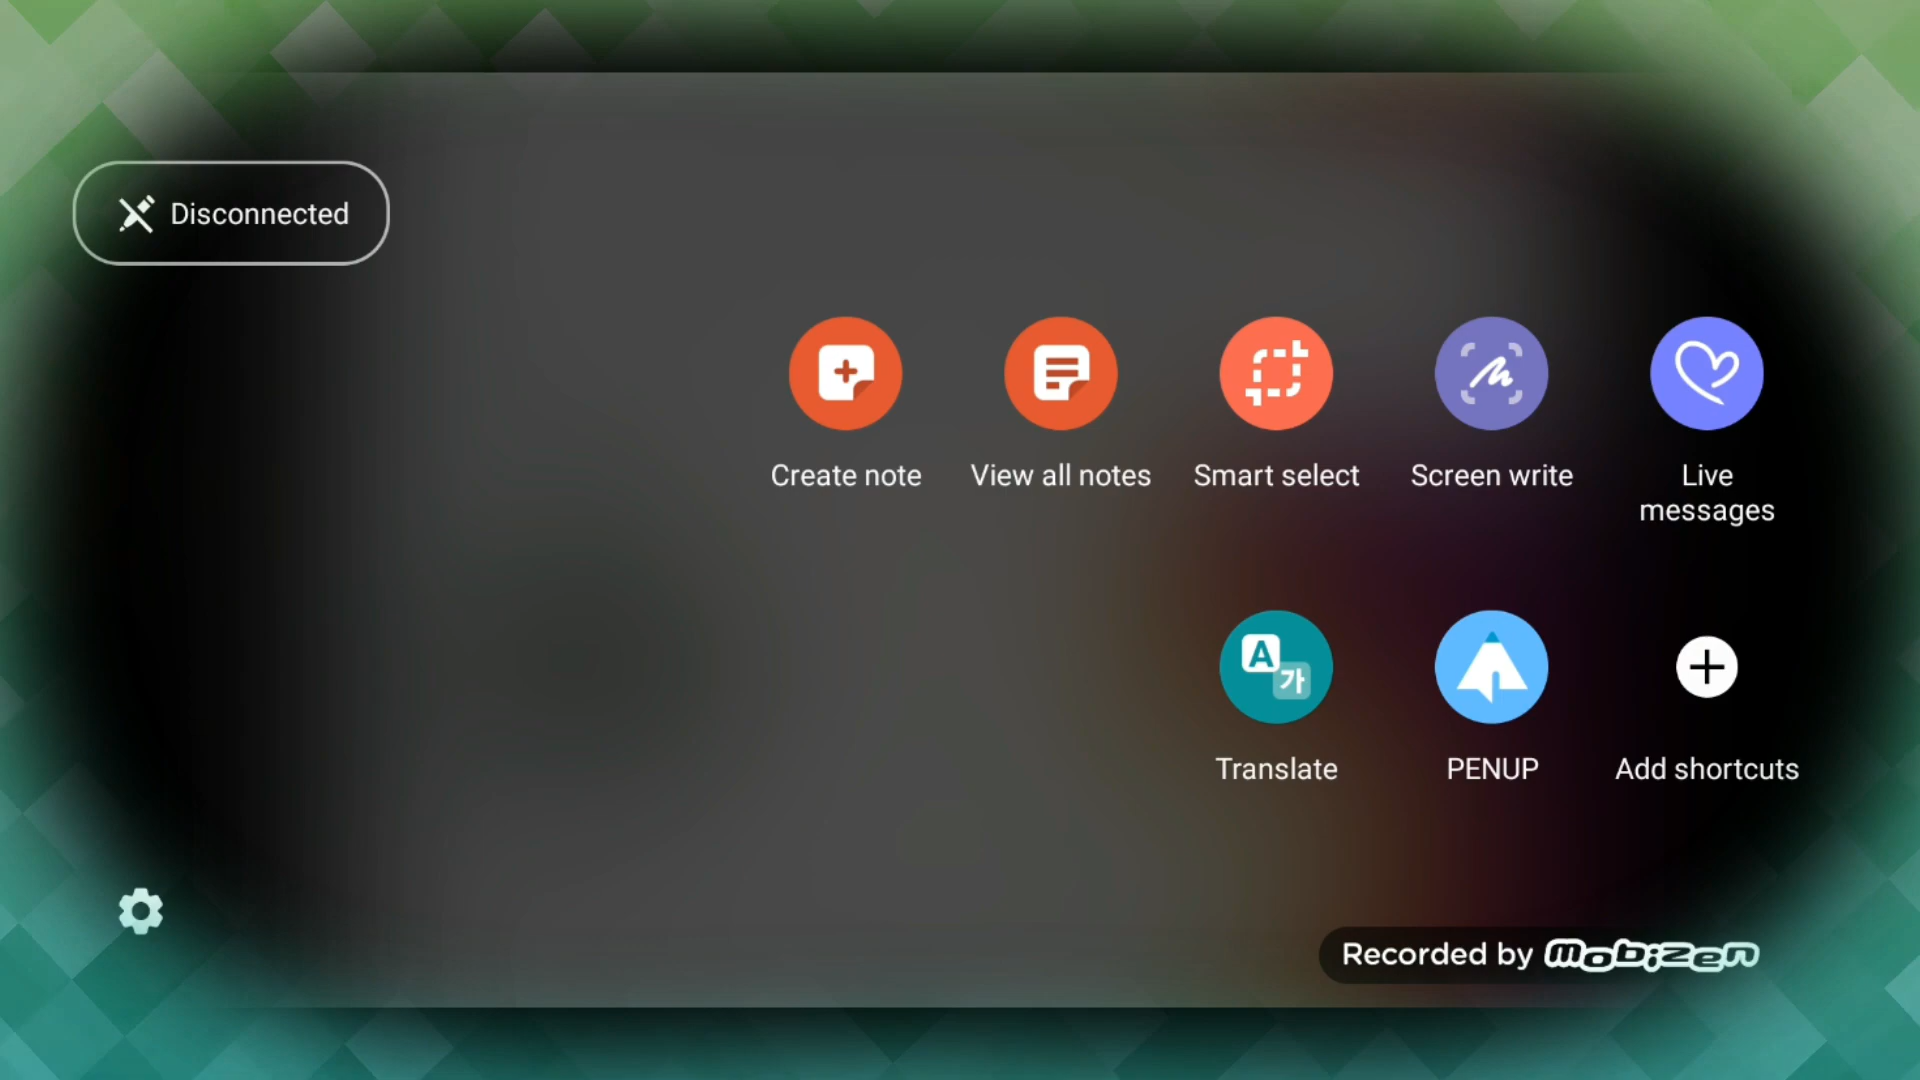 Disconnected
Create note
View all notes
Smart select
Screen write
Live
messages
A
가
Translate
PENUP
Add shortcuts
Recorded by mobizen